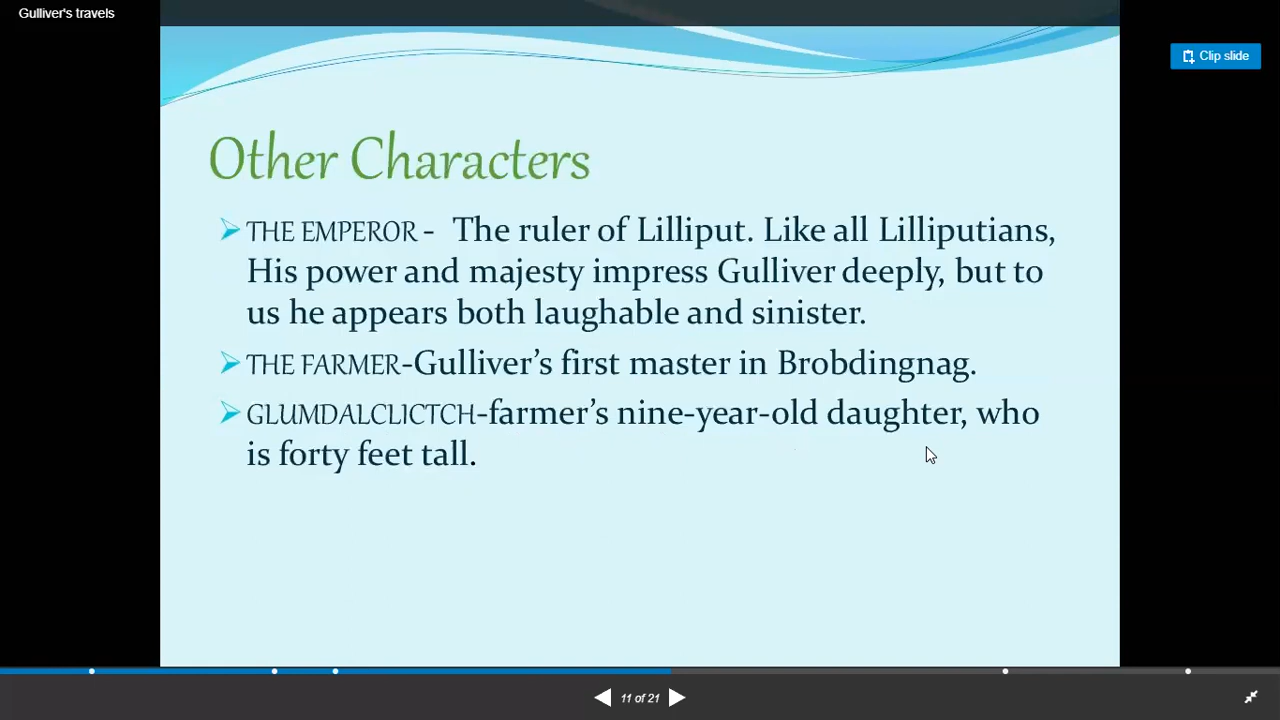 Gulliver's travels
Clip slide
Other Characters
THE EMPEROR - The ruler of Lilliput. Like all Lilliputians,
His power and majesty impress Gulliver deeply, but to
us he appears both laughable and sinister.
THE FARMER-Gulliver’s first master in Brobdingnag.
GLUMDALCLICTCH-farmer’s nine-year-old daughter, who
is forty feet tall.
11 of 21